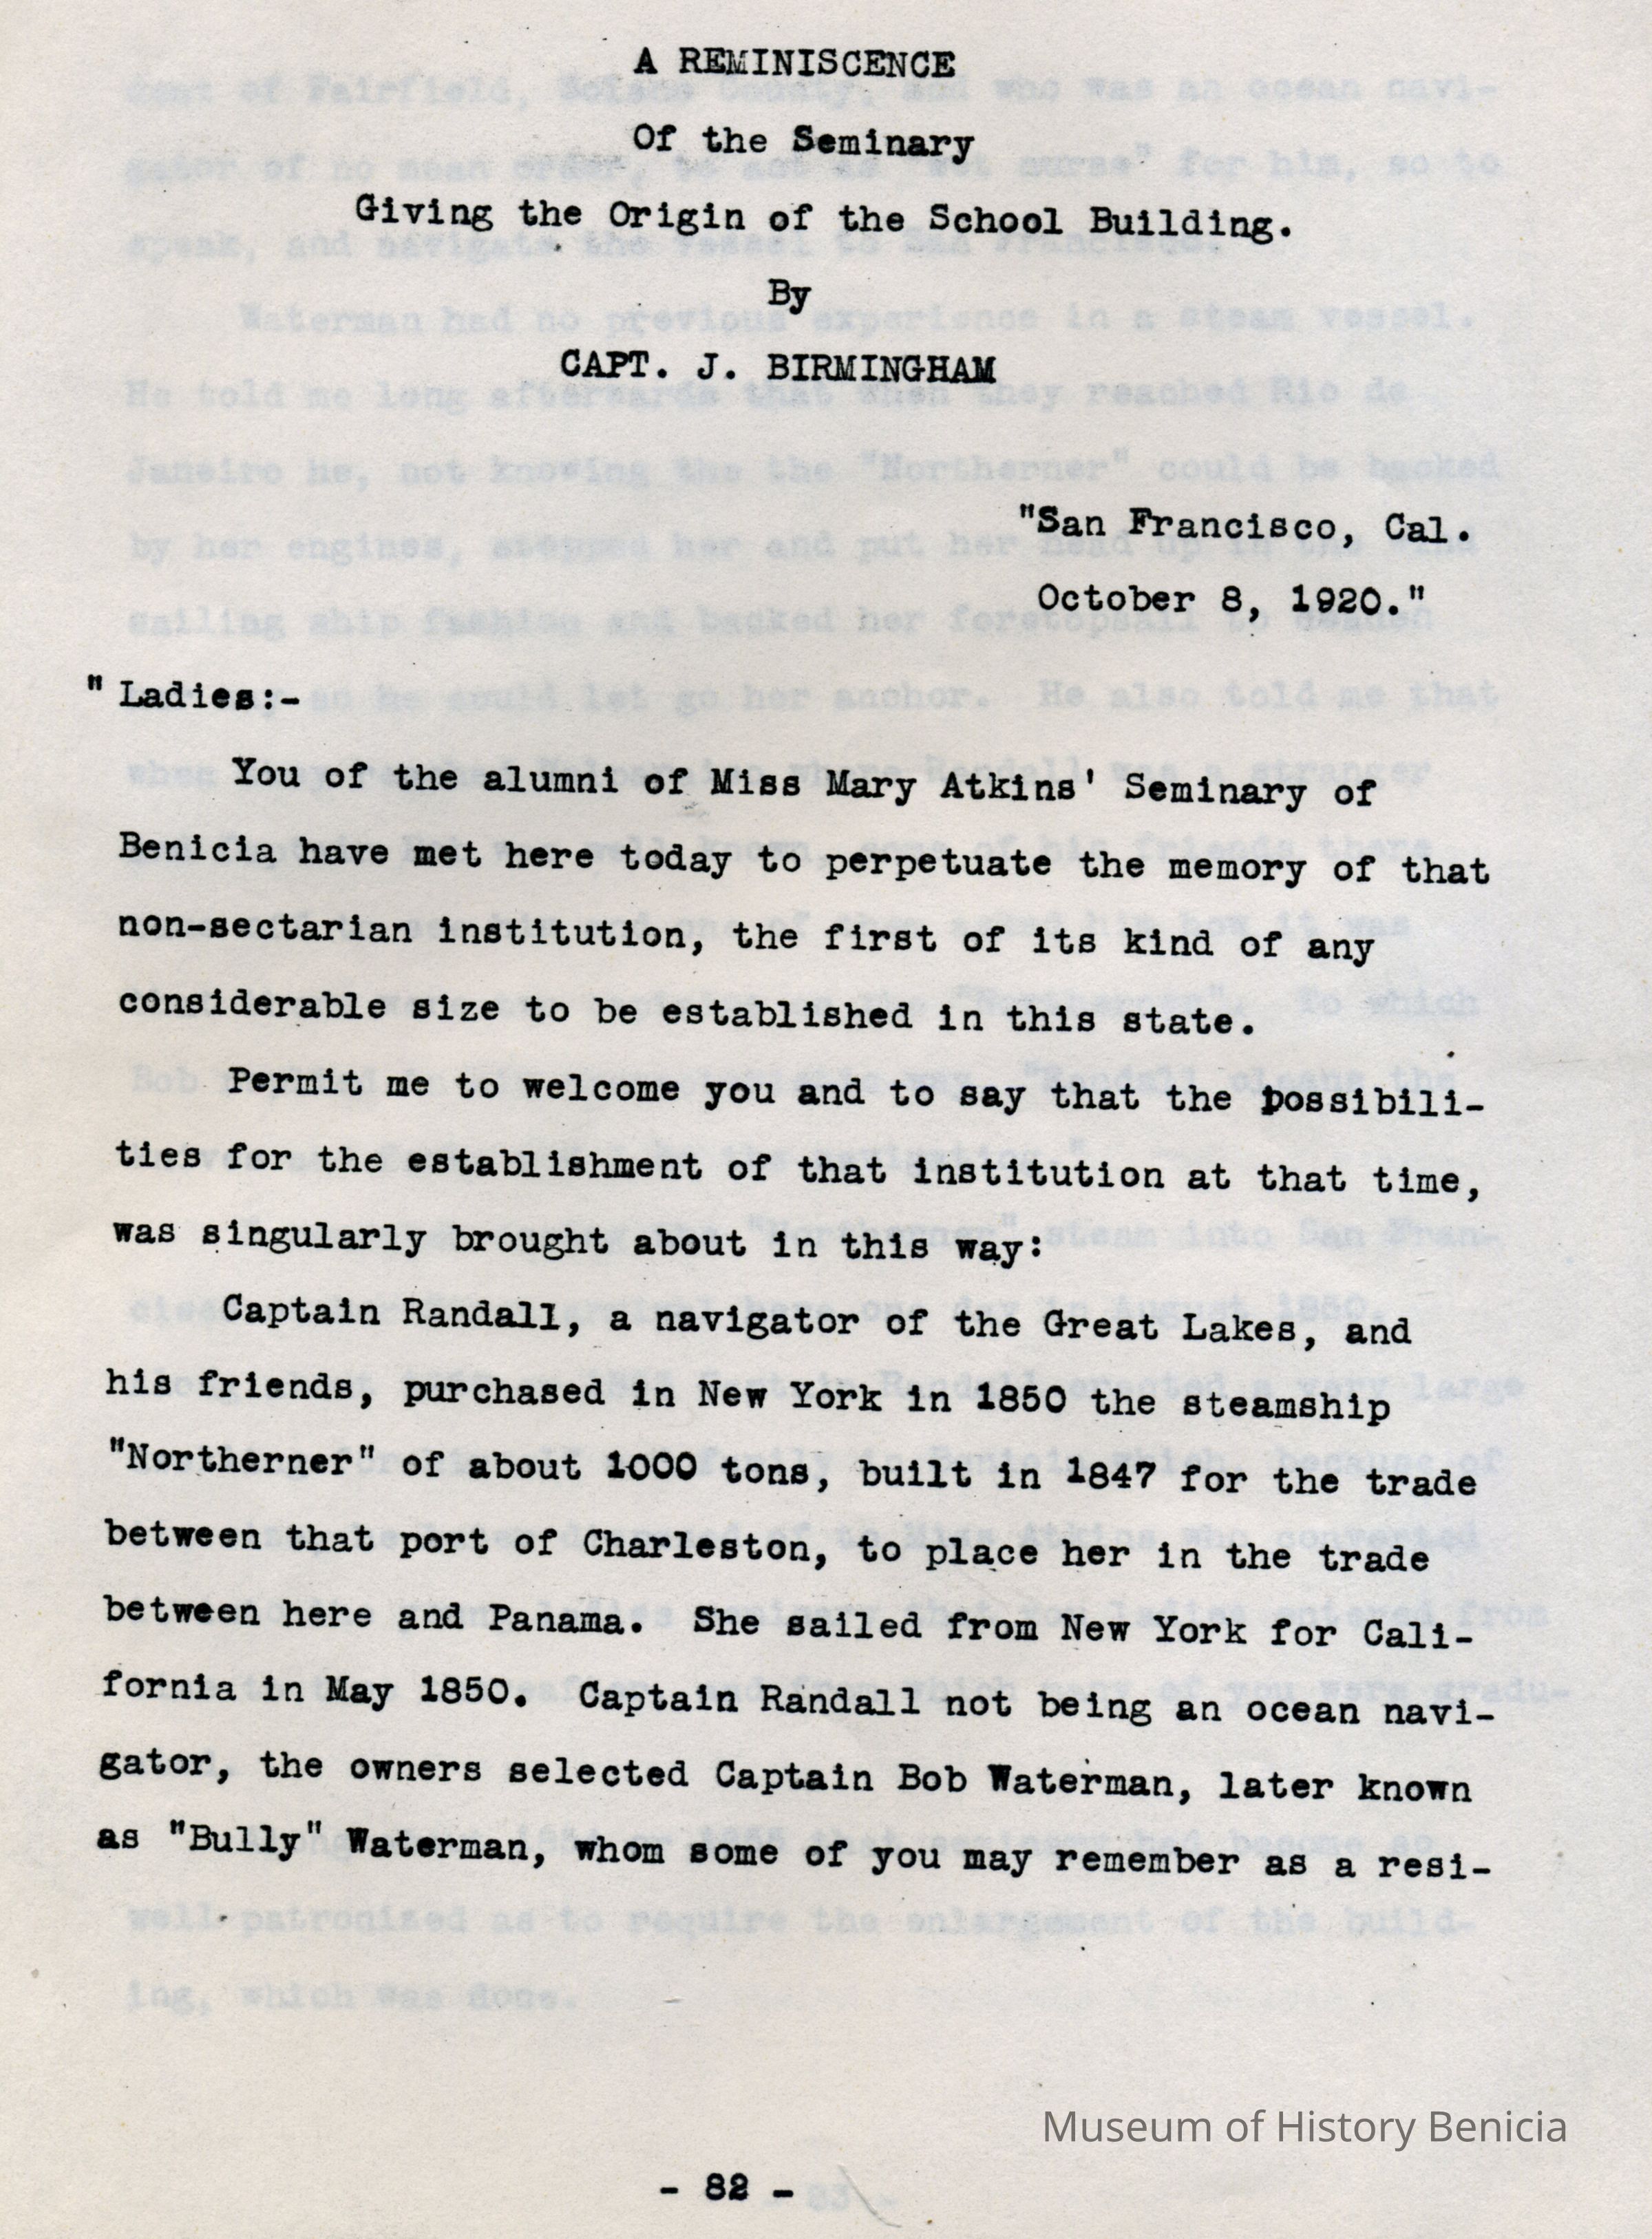 A REMINISCENCE
Of the Seminary
Giving the Origin of the School Building.
By
CAPT. J. BIRMINGHAM
"San Francisco, Cal.
October 8, 1920."
" Ladies:-
You of the alumni of Miss Mary Atkins' Seminary of
Benicia have met here today to perpetuate the memory of that
non-sectarian institution, the first of its kind of any
considerable size to be established in this state.
Permit me to welcome you and to say that the possibili-
ties for the establishment of that institution at that time,
was singularly brought about in this way:
Captain Randall, a navigator of the Great Lakes, and
his friends, purchased in New York in 1850 the steamship
"Northerner" of about 1000 tons, built in 1847 for the trade
between that port of Charleston, to place her in the trade
between here and Panama. She sailed from New York for Cali-
fornia in May 1850. Captain Randall not being an ocean navi-
gator, the owners selected Captain Bob Waterman, later known
as "Bully" Waterman, whom some of you may remember as a resi-
Museum of History Benicia
- 82 -